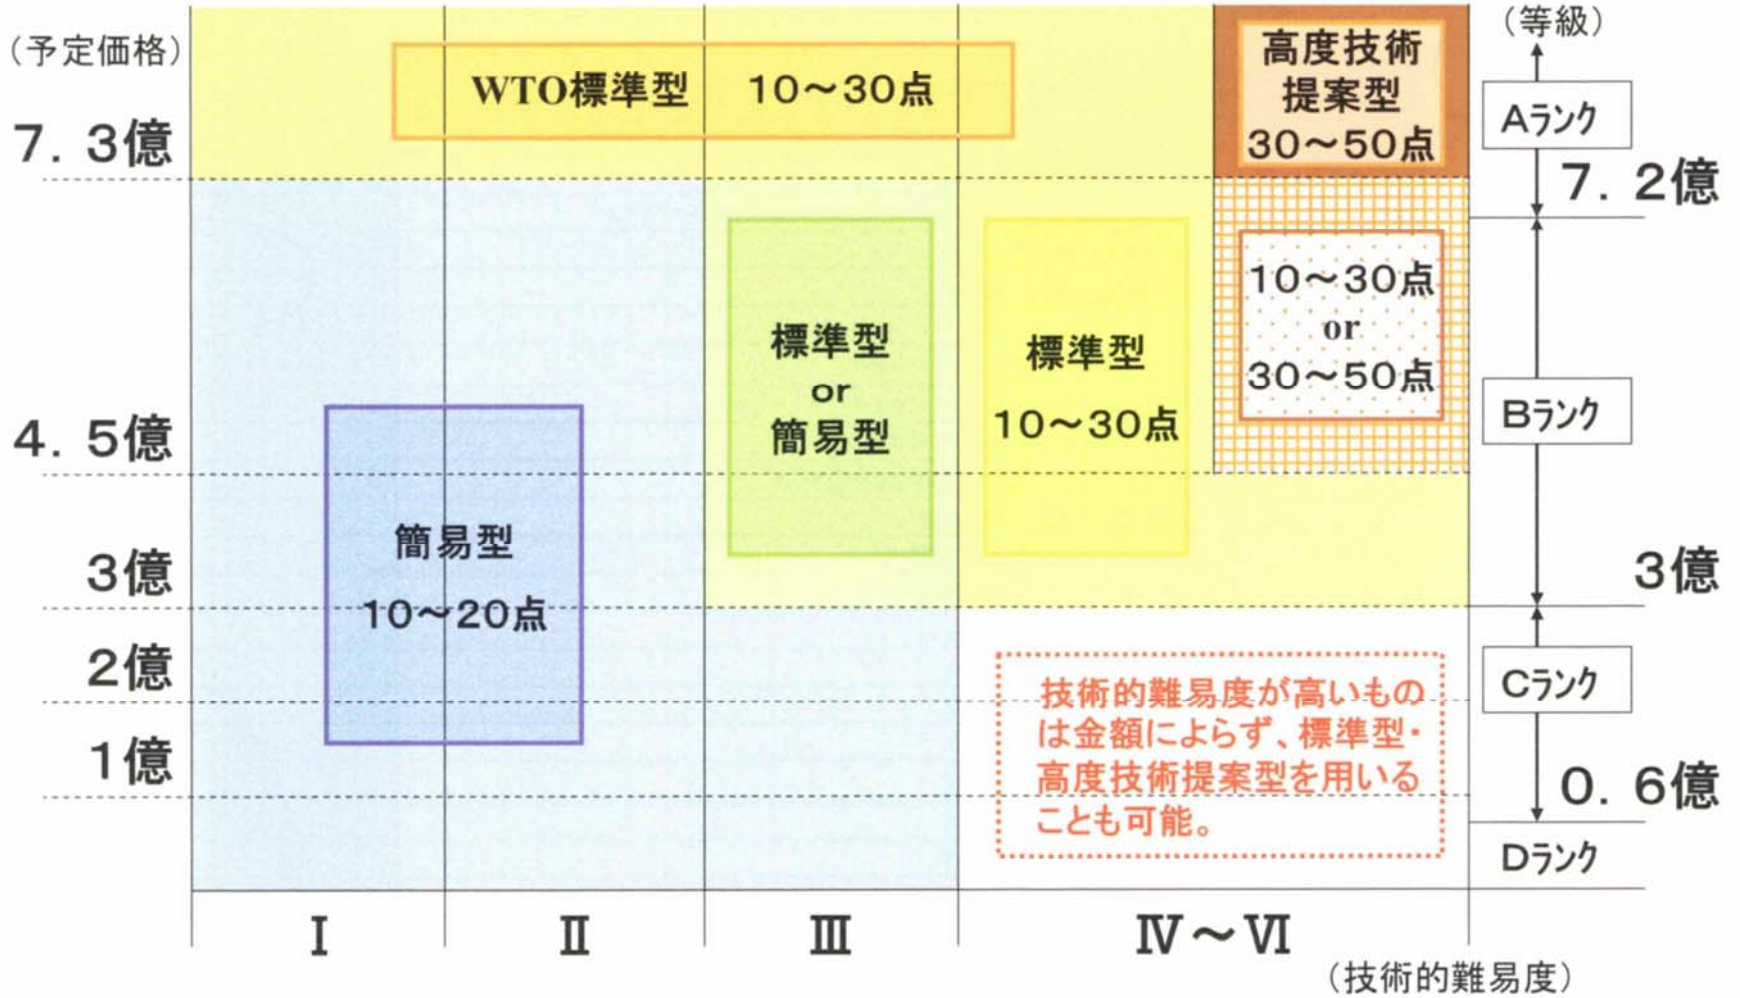 (予定価格)
7.3億
4.5億
3億
2億
1億
WTO標準型 10～30点
高度技術
提案型
30～50点
標準型
or
簡易型
標準型
10～30点
10～30点
or
30～50点
簡易型
10～20点
技術的難易度が高いもの
は金額によらず、標準型・
高度技術提案型を用いる
ことも可能。
(等級)
Aランク
7.2億
Bランク
3億
Cランク
0.6億
Dランク
Ⅰ Ⅱ Ⅲ Ⅳ～Ⅵ
(技術的難易度)